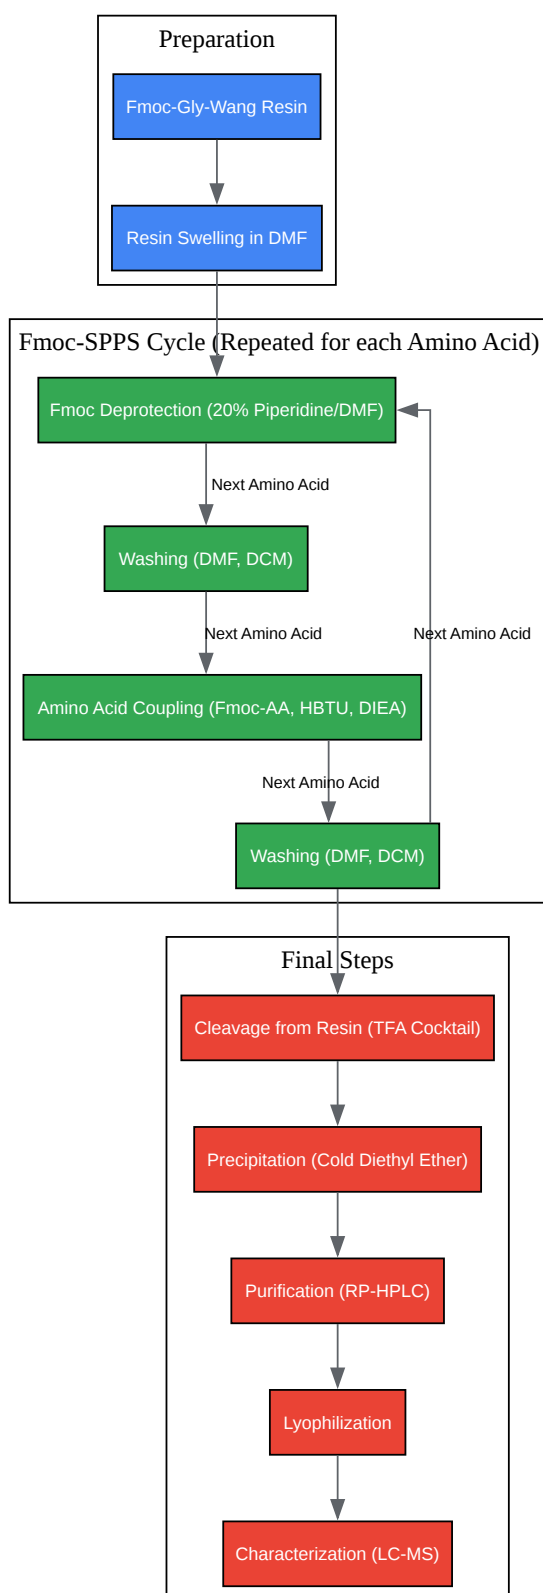 Preparation
Fmoc-Gly-Wang Resin
Resin Swelling in DMF
Fmoc-SPPS Cycle (Repeated for each Amino Acid)
Fmoc Deprotection (20% Piperidine/DMF)
Next Amino Acid
Washing (DMF, DCM)
Next Amino Acid
Next Amino Acid
Amino Acid Coupling (Fmoc-AA, HBTU, DIEA)
Next Amino Acid
Washing (DMF, DCM)
Final Steps
Cleavage from Resin (TFA Cocktail)
Precipitation (Cold Diethyl Ether)
Purification (RP-HPLC)
Lyophilization
Characterization (LC-MS)